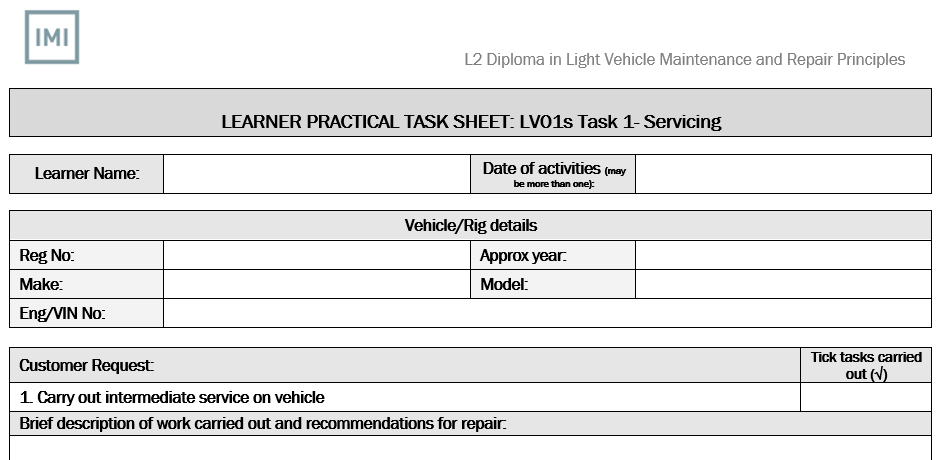 IMI
L2 Diploma in Light Vehicle Maintenance and Repair Principles
LEARNER PRACTICAL TASK SHEET: LV01s Task 1- Servicing
Learner Name:
Date of activities (may
be more than one):
Vehicle/Rig details
Reg No:
Approx year:
Make:
Model:
Eng/VIN No:
Customer Request:
Tick tasks carried
out (√)
1. Carry out intermediate service on vehicle
Brief description of work carried out and recommendations for repair: